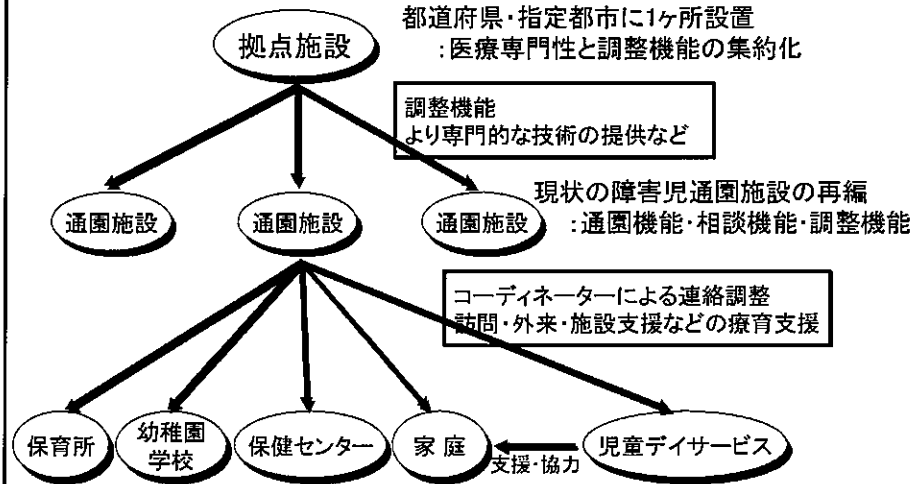 都道府県・指定都市に1ヶ所設置
：医療専門性と調整機能の集約化
拠点施設
調整機能
より専門的な技術の提供など
現状の障害児通園施設の再編
：通園機能・相談機能・調整機能
通園施設
通園施設
通園施設
コーディネーターによる連絡調整
訪問・外来・施設支援などの療育支援
保育所
幼稚園
学校
保健センター
家庭
支援・協力
児童デイサービス